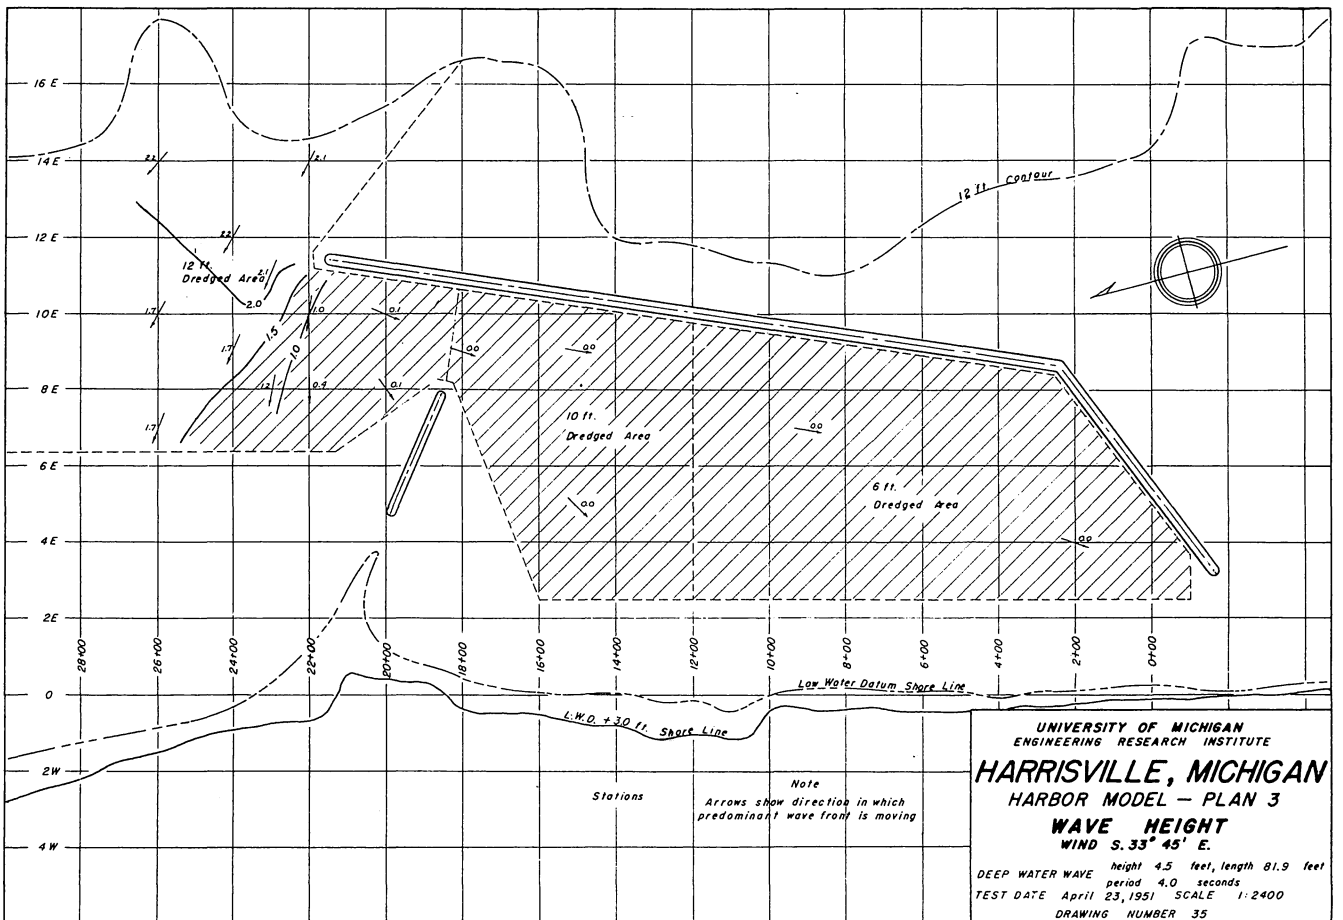 16 E
14 E
12 E
10 E
8 E
6 E
4 E
2E
0
2W
4W
22
2.1
22
12 ft.
Dredged Area
2.1
2.0
1.7
1.5
1.0
1.0
0.1
1.7
0.0
0.0
1.2
0.4
0.1
1.7
12 ft Contour
10 ft.
Dredged Area
0.0
0.0
6 ft.
Dredged Area
0.0
28+00
26+00
24+00
22+00
20+00
18+00
16+00
14+00
12+00
10+00
8+00
6+00
4+00
2+00
0+00
Low Water Datum Shore Line
L.W.D. +3.0 ft. Shore Line
Stations
Note
Arrows show direction in which
predominant wave front is moving
UNIVERSITY OF MICHIGAN
ENGINEERING RESEARCH INSTITUTE
HARRISVILLE, MICHIGAN
HARBOR MODEL — PLAN 3
WAVE HEIGHT
WIND S. 33° 45' E.
DEEP WATER WAVE height 4.5 feet, length 81.9 feet
period 4.0 seconds
TEST DATE April 23, 1951 SCALE 1:2400
DRAWING NUMBER 35